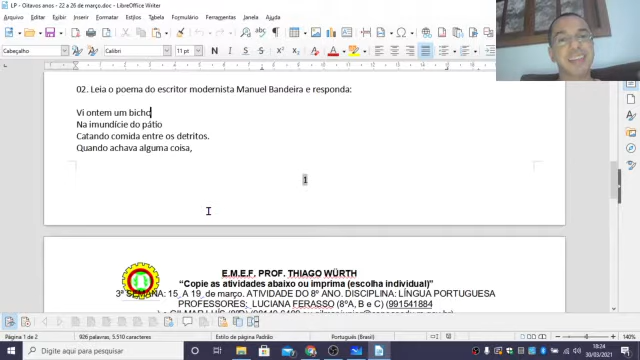 LP - Oitavos anos - 22 a 26 de março.doc - LibreOffice Writer
Arquivo Editar Exibir Inserir Formatar Estilos Tabela Formulário Ferramentas Janela Ajuda
Cabeçalho Calibri 11 pt
02. Leia o poema do escritor modernista Manuel Bandeira e responda:
Vi ontem um bicho
Na imundície do pátio
Catando comida entre os detritos.
Quando achava alguma coisa,
1
E.M.E.F. PROF. THIAGO WÜRTH
“Copie as atividades abaixo ou imprima (escolha individual)”
3ª SEMANA: 15 A 19 de março. ATIVIDADE DO 8º ANO. DISCIPLINA: LÍNGUA PORTUGUESA
PROFESSORES: LUCIANA FERASSO (8ºA, B e C) (991541884)
Página 1 de 2 926 palavras, 5.510 caracteres Estilo de página Padrão Português (Brasil)
Digite aqui para pesquisar
18:24
30/03/2021